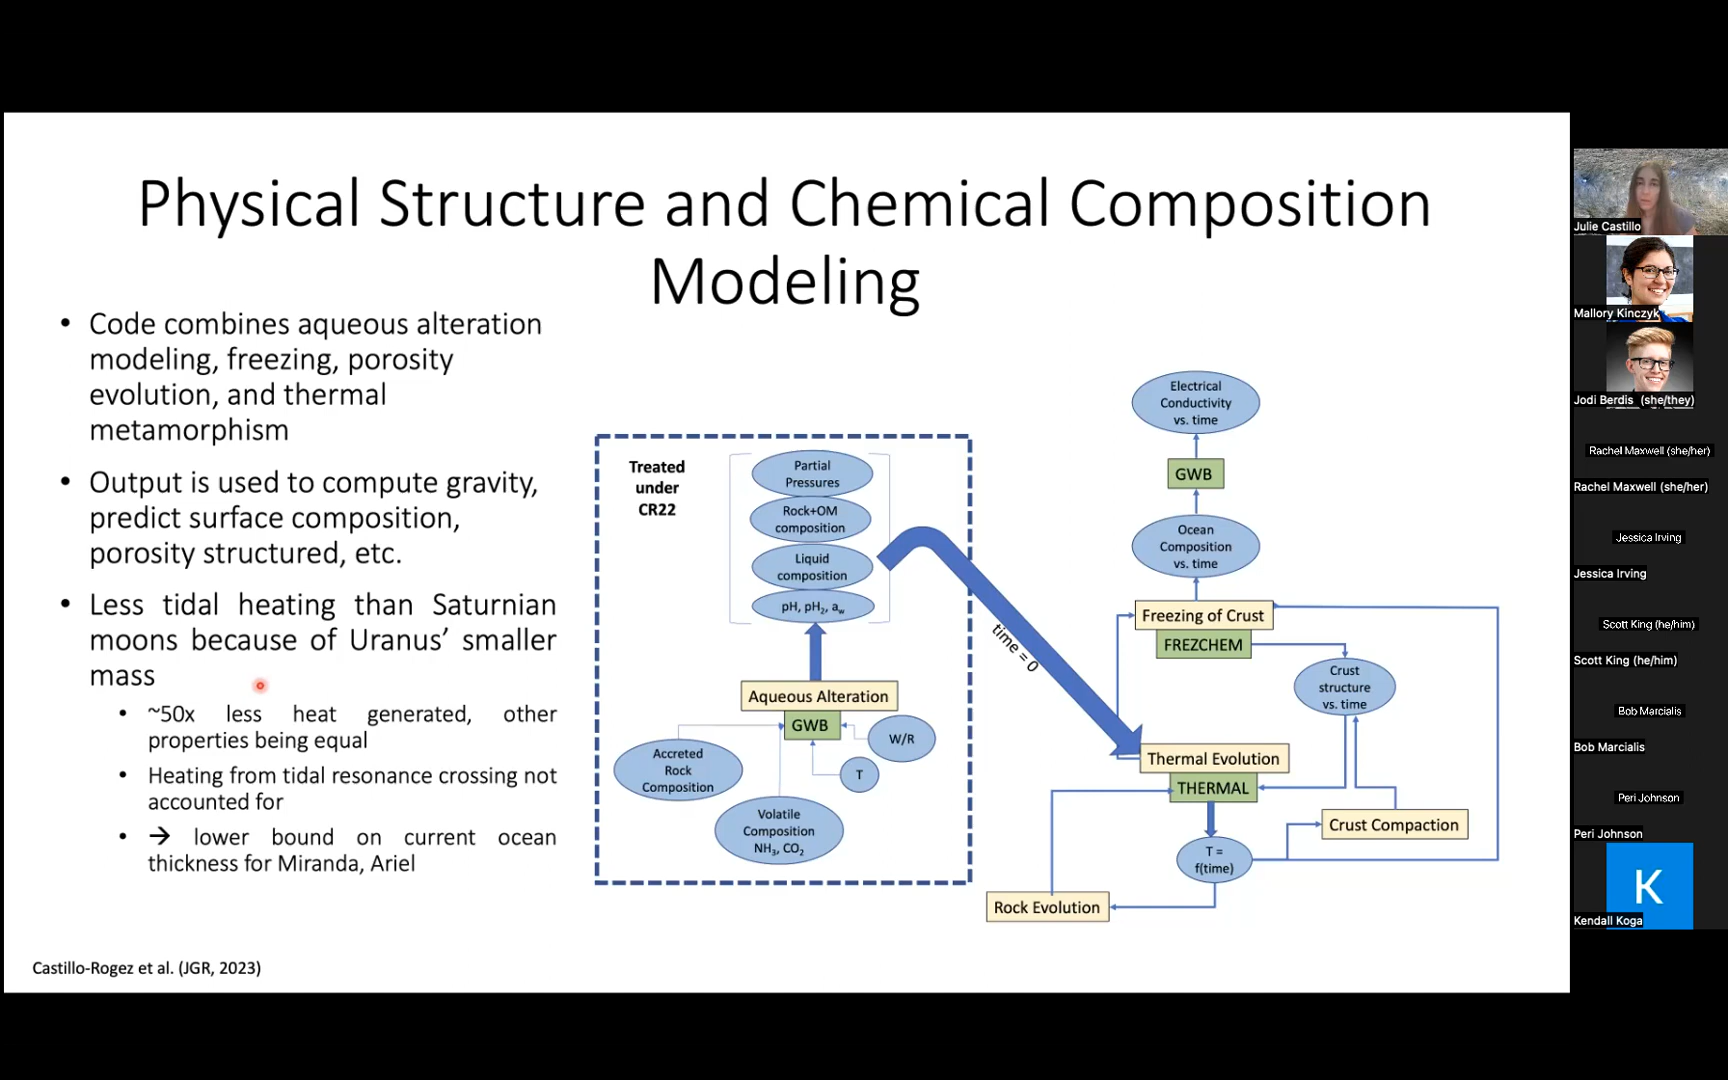 Physical Structure and Chemical Composition
Modeling
• Code combines aqueous alteration
modeling, freezing, porosity
evolution, and thermal
metamorphism
• Output is used to compute gravity,
predict surface composition,
porosity structured, etc.
• Less tidal heating than Saturnian
moons because of Uranus’ smaller
mass
• ~50x less heat generated, other
properties being equal
• Heating from tidal resonance crossing not
accounted for
• → lower bound on current ocean
thickness for Miranda, Ariel
Castillo-Rogez et al. (JGR, 2023)
Treated
under
CR22
Partial
Pressures
Rock+OM
composition
Liquid
composition
pH, pH₂, aw
Aqueous Alteration
GWB
W/R
T
Accreted
Rock
Composition
Volatile
Composition
NH₃, CO₂
time = 0
Electrical
Conductivity
vs. time
GWB
Ocean
Composition
vs. time
Freezing of Crust
FREZCHEM
Crust
structure
vs. time
Thermal Evolution
THERMAL
Crust Compaction
T =
f(time)
Rock Evolution
Julie Castillo
Mallory Kinczyk
Jodi Berdis (she/they)
Rachel Maxwell (she/her)
Rachel Maxwell (she/her)
Jessica Irving
Jessica Irving
Scott King (he/him)
Scott King (he/him)
Bob Marcialis
Bob Marcialis
Peri Johnson
Peri Johnson
K
Kendall Koga